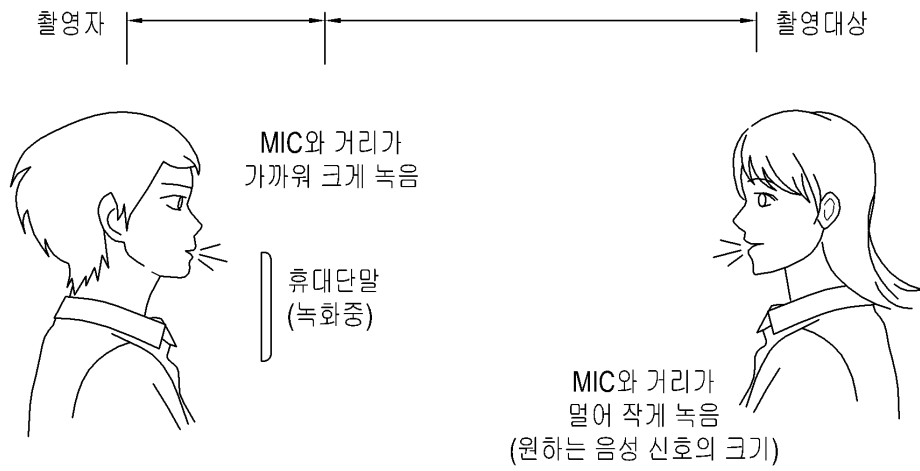 촬영자
촬영대상
MIC와 거리가
가까워 크게 녹음
휴대단말
(녹화중)
MIC와 거리가
멀어 작게 녹음
(원하는 음성 신호의 크기)